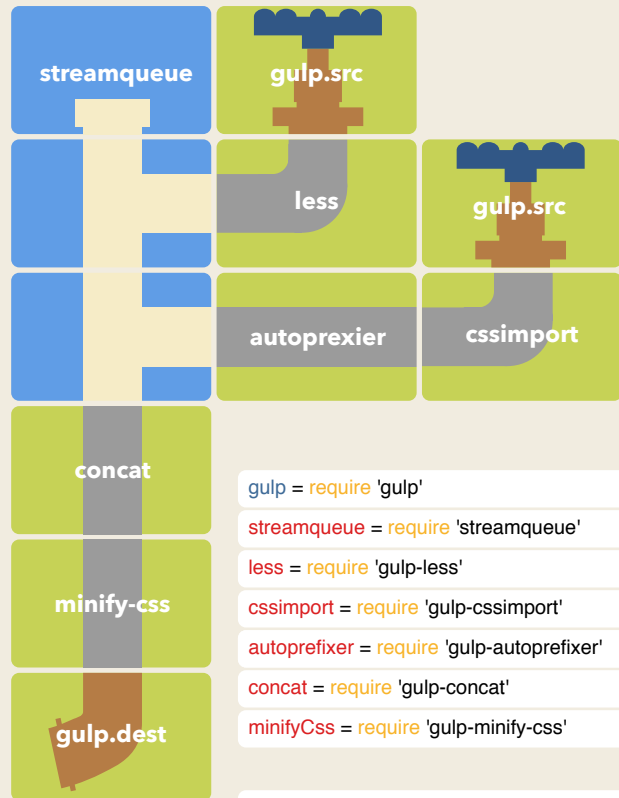 streamqueue
gulp.src
less
gulp.src
autoprexier
cssimport
concat
minify-css
gulp.dest
gulp = require 'gulp'
streamqueue = require 'streamqueue'
less = require 'gulp-less'
cssimport = require 'gulp-cssimport'
autoprefixer = require 'gulp-autoprefixer'
concat = require 'gulp-concat'
minifyCss = require 'gulp-minify-css'